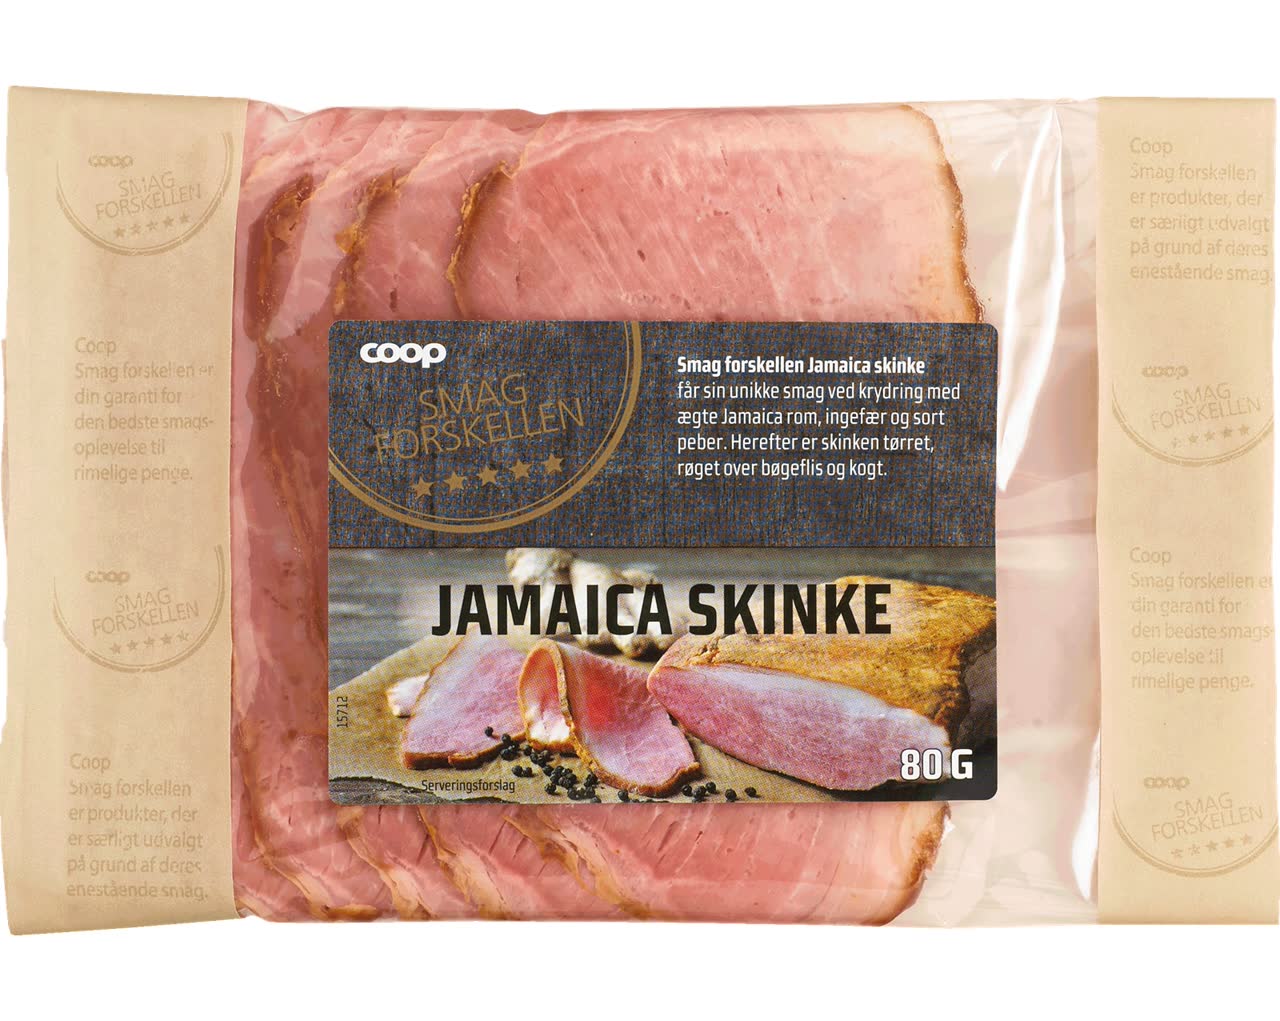 coop
SMAG
FORSKELLEN
Coop
Smag forskellen er
din garanti for
den bedste smags-
oplevelse til
rimelige penge.
coop
SMAG
FORSKELLEN
Coop
Smag forskellen
er produkter, der
er særligt udvalgt
på grund af deres
enestående smag.
coop
SMAG
FORSKELLEN
Smag forskellen Jamaica skinke
får sin unikke smag ved krydring med
ægte Jamaica rom, ingefær og sort
peber. Herefter er skinken tørret,
røget over bøgeflis og kogt.
JAMAICA SKINKE
15712
80 G
Serveringsforslag
Coop
Smag forskellen
er produkter, der
er særligt udvalgt
på grund af deres
enestående smag.
coop
SMAG
FORSKELLEN
Coop
Smag forskellen er
din garanti for
den bedste smags-
oplevelse til
rimelige penge.
coop
SMAG
FORSKELLEN